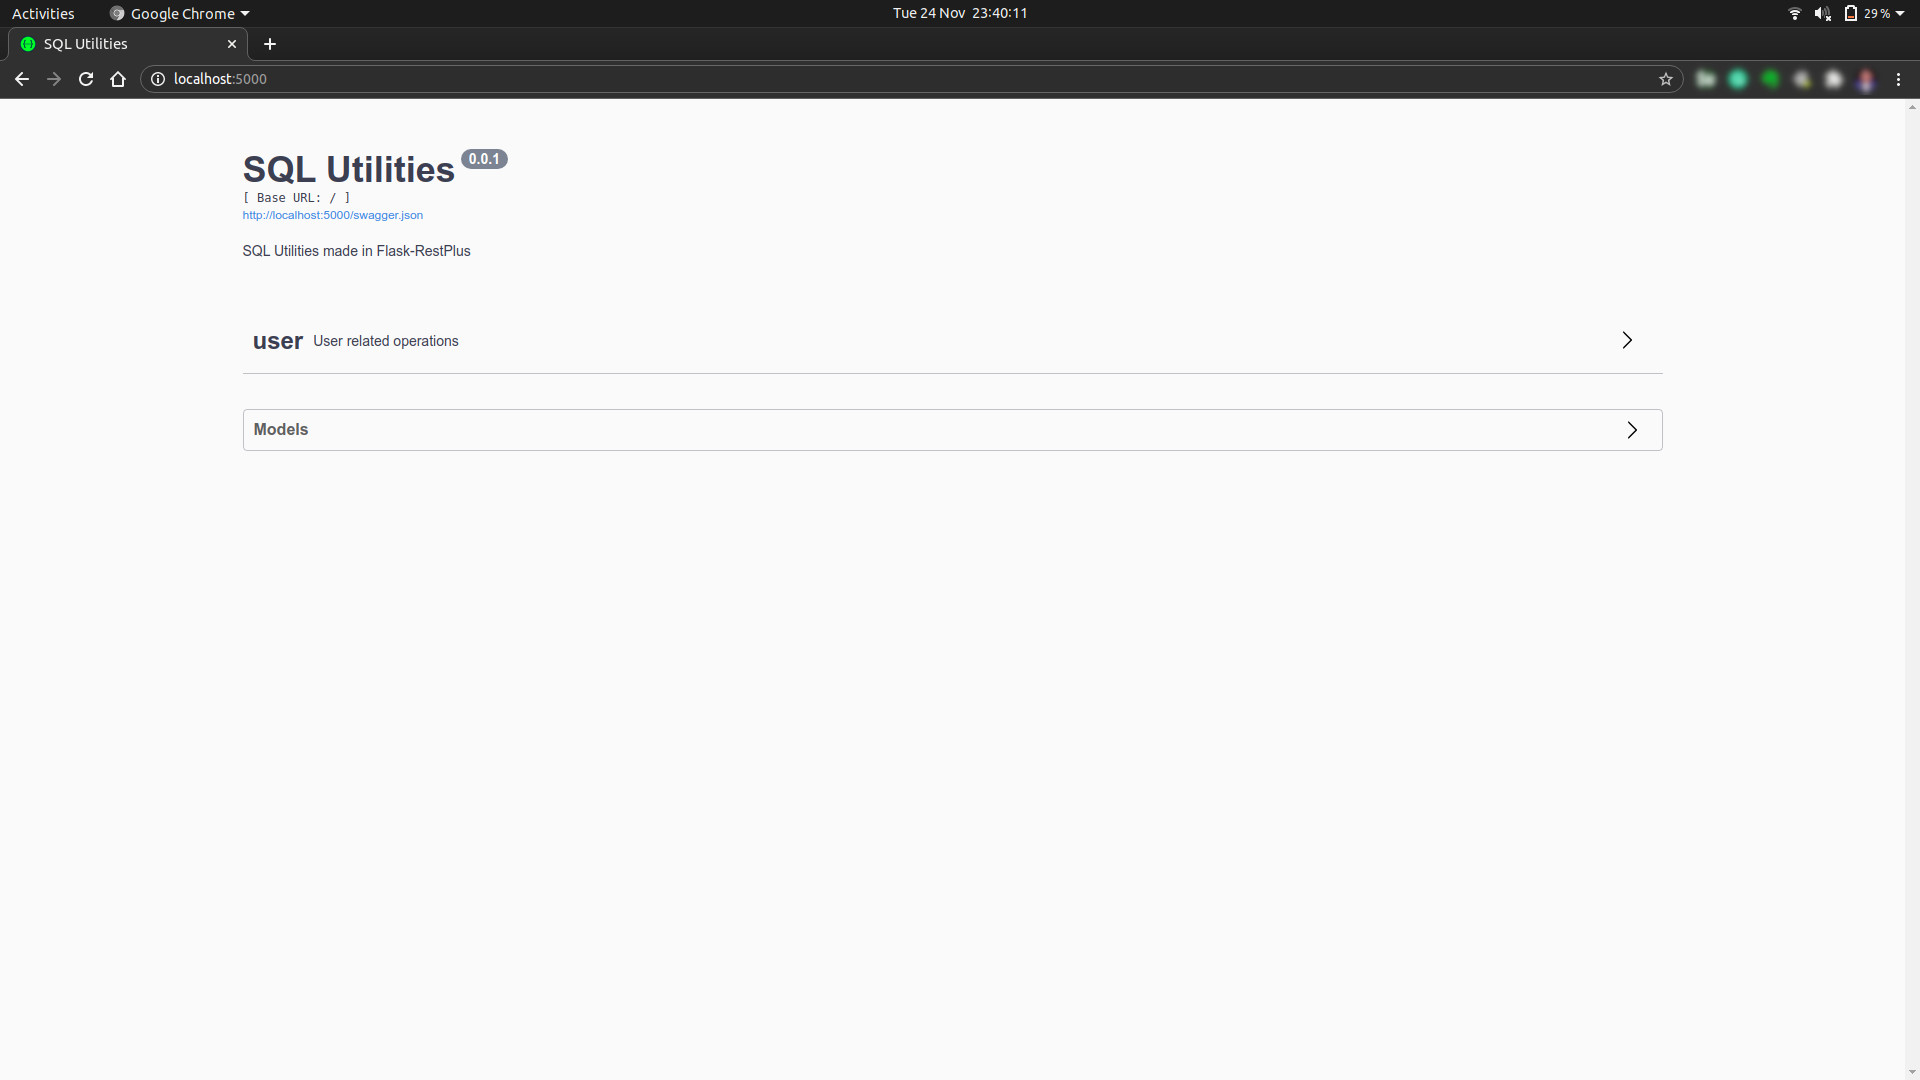 Activities Google Chrome Tue 24 Nov 23:40:11 29 %
SQL Utilities
localhost:5000
SQL Utilities 0.0.1
[ Base URL: / ]
http://localhost:5000/swagger.json
SQL Utilities made in Flask-RestPlus
user User related operations
Models